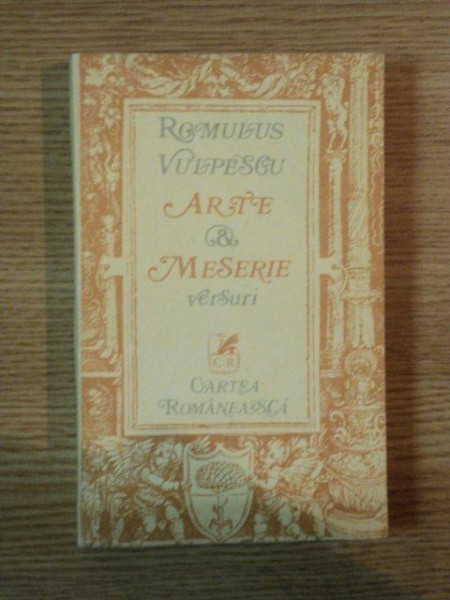 ROMULUS
VULPESCU
ARTE
&
MESERIE
versuri
C-R
CARTEA
ROMÂNEASCĂ